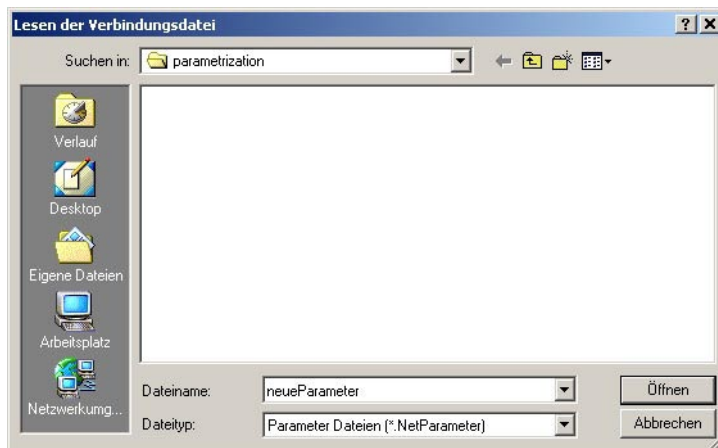 Lesen der Verbindungsdatei
Suchen in: parametrization
Verlauf
Desktop
Eigene Dateien
Arbeitsplatz
Netzwerkumg...
Dateiname: neueParameter Öffnen
Dateityp: Parameter Dateien (*.NetParameter) Abbrechen